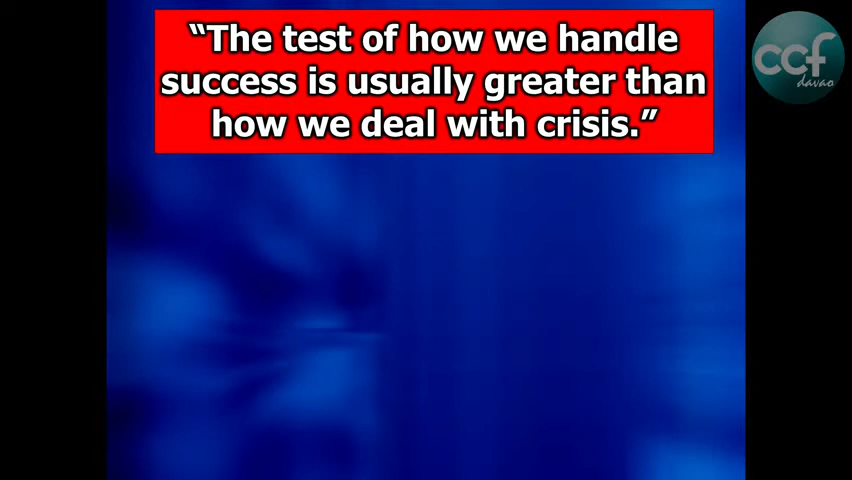 “The test of how we handle
success is usually greater than
how we deal with crisis.”
ccf
davao